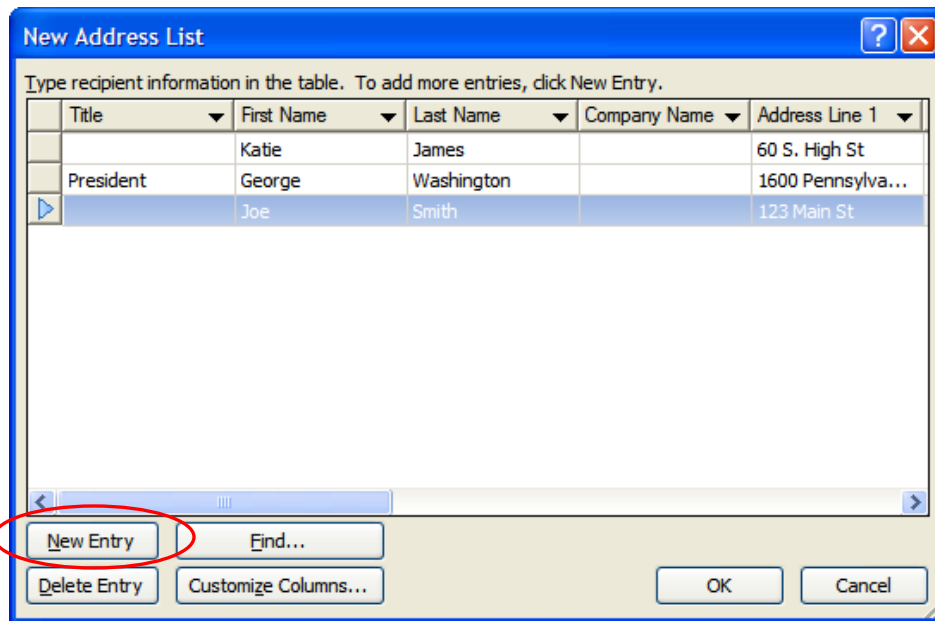 New Address List
Type recipient information in the table. To add more entries, click New Entry.
Title First Name Last Name Company Name Address Line 1
Katie James 60 S. High St
President George Washington 1600 Pennsylva...
Joe Smith 123 Main St
New Entry Find...
Delete Entry Customize Columns... OK Cancel